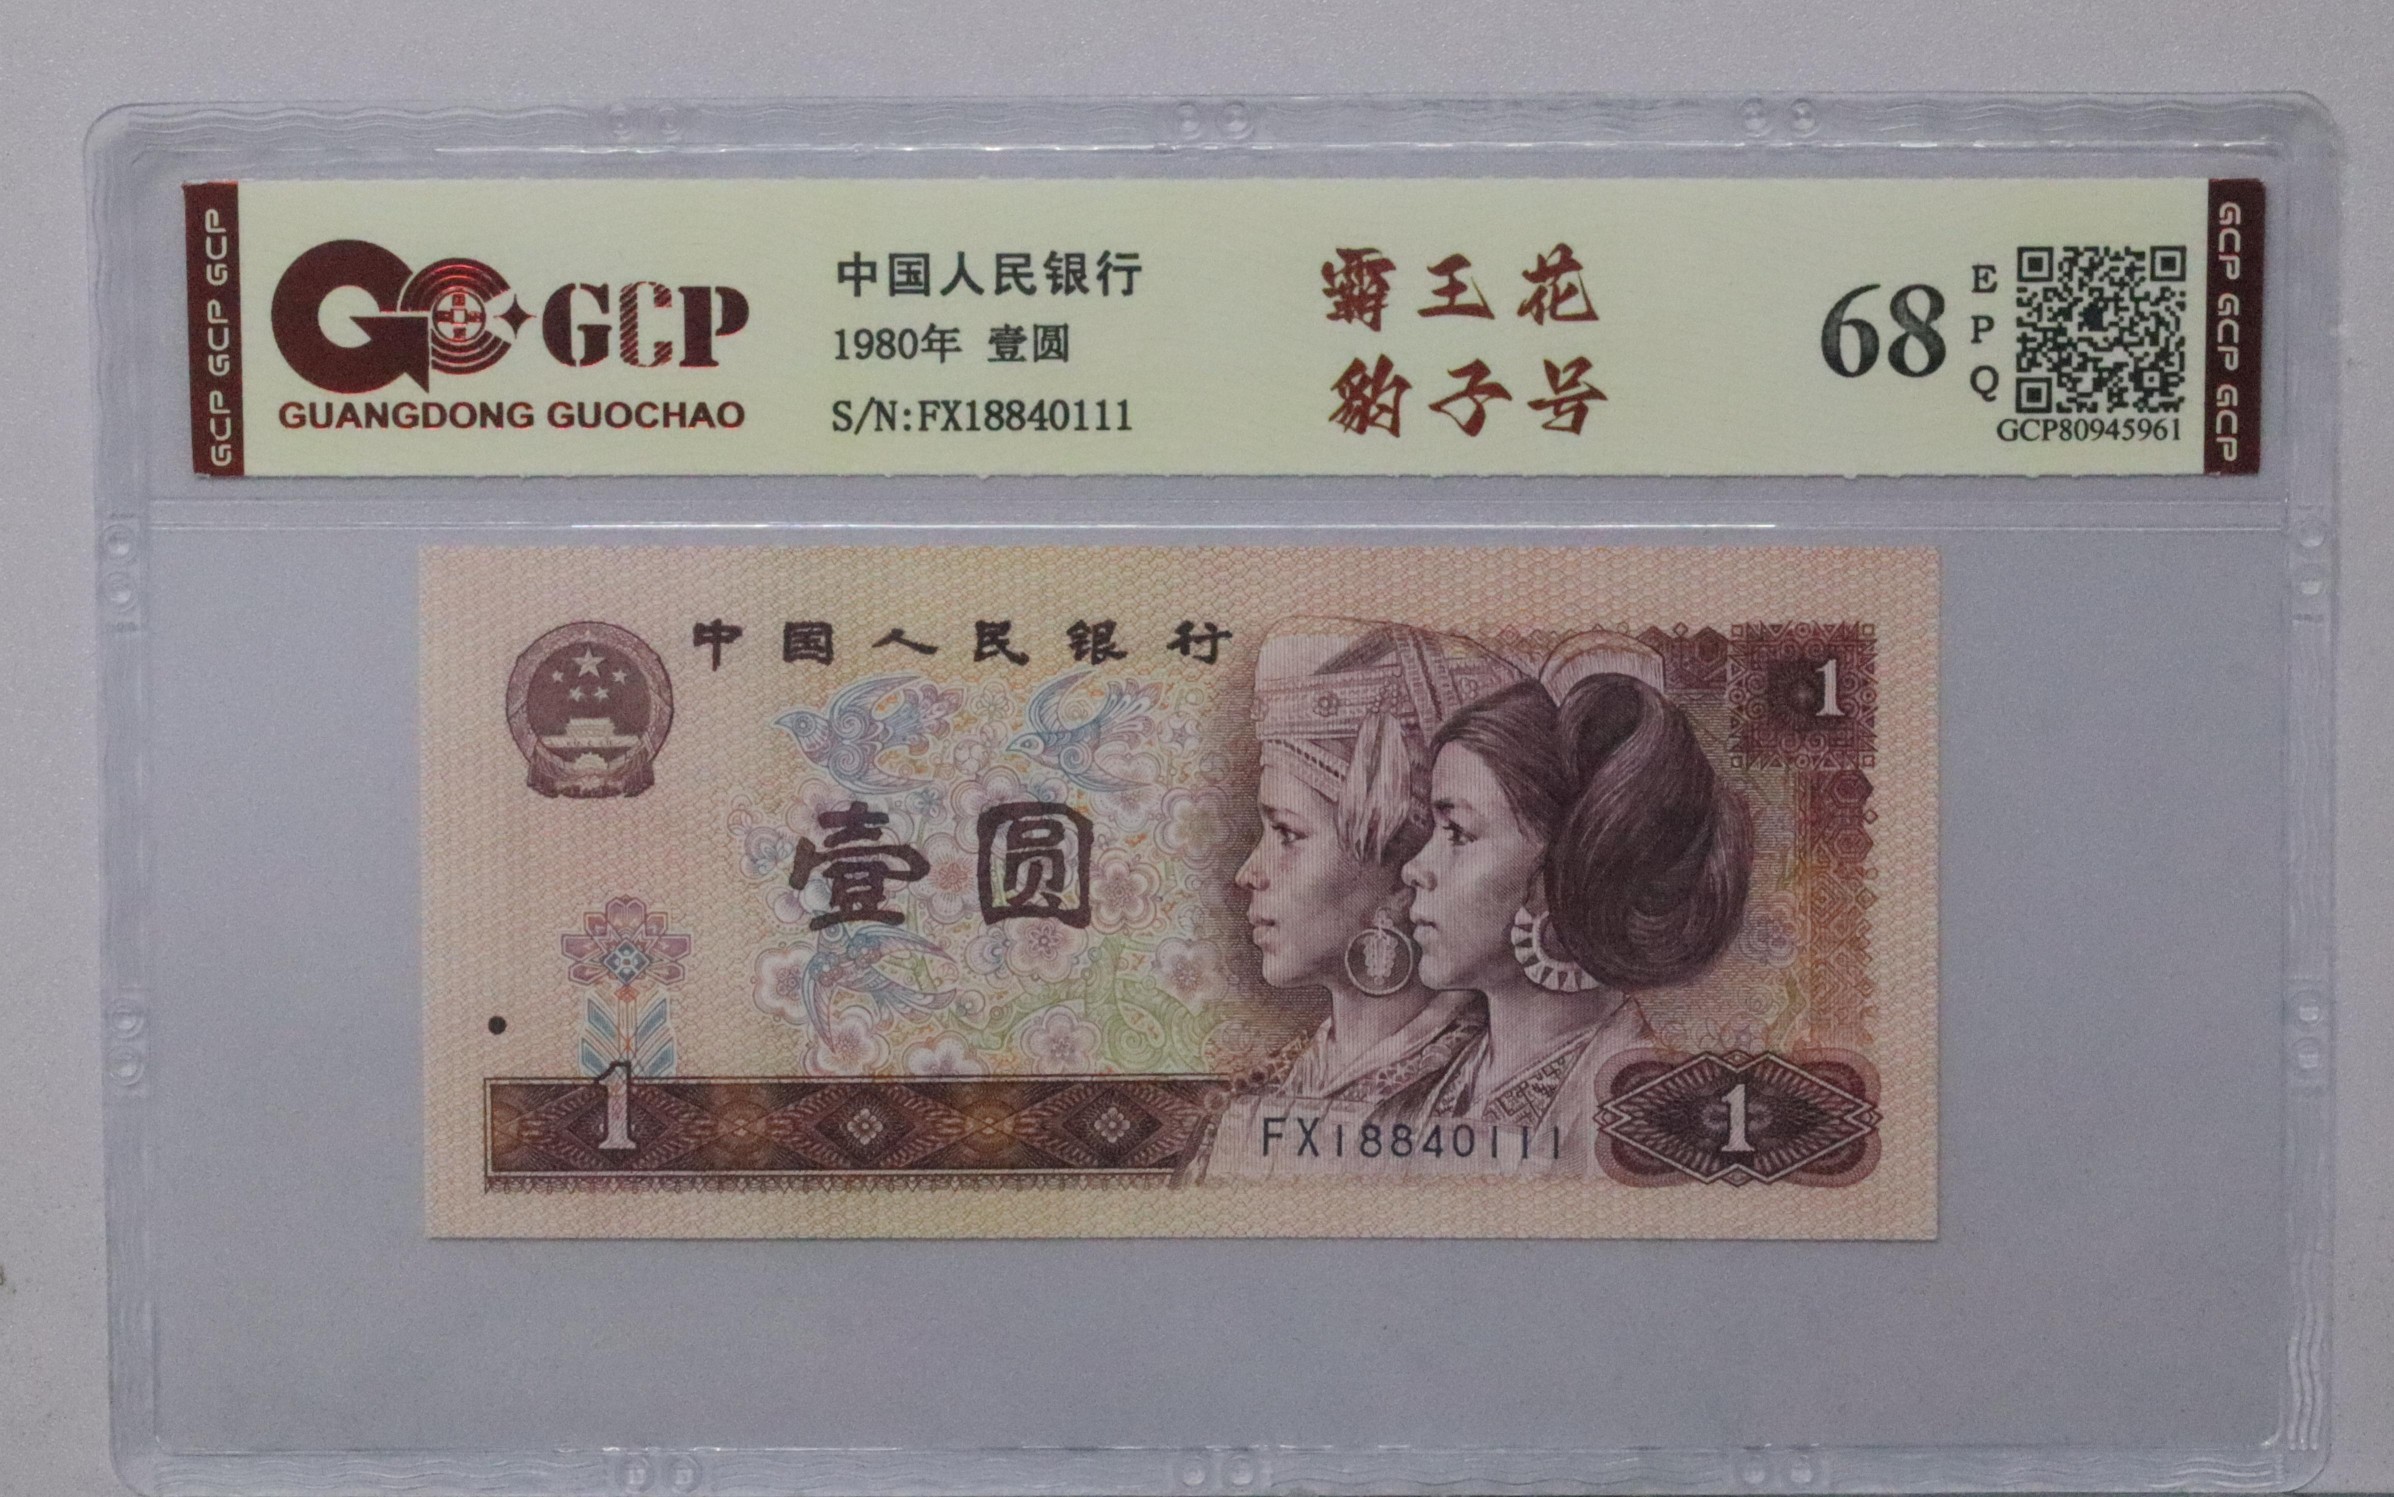 GCP GCP GCP
GCP
GUANGDONG GUOCHAO
中国人民银行
1980年 壹圆
S/N:FX18840111
霸王花
豹子号
68
EPQ
GCP80945961
GCP GCP GCP
中国人民银行
1
壹圆
1
FX18840111
1